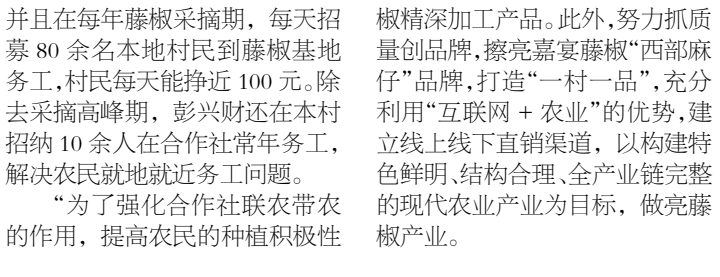 并且在每年藤椒采摘期，每天招
募 80 余名本地村民到藤椒基地
务工,村民每天能挣近 100 元。除
去采摘高峰期，彭兴财还在本村
招纳 10 余人在合作社常年务工，
解决农民就地就近务工问题。
“为了强化合作社联农带农
的作用，提高农民的种植积极性
椒精深加工产品。此外,努力抓质
量创品牌,擦亮嘉宴藤椒“西部麻
仔”品牌,打造“一村一品”,充分
利用“互联网 + 农业”的优势,建
立线上线下直销渠道，以构建特
色鲜明、结构合理、全产业链完整
的现代农业产业为目标，做亮藤
椒产业。